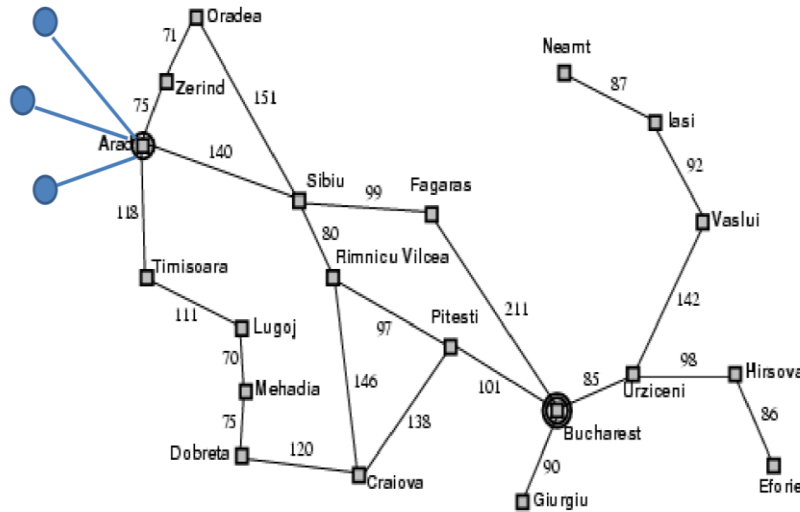 Oradea
71
Neamt
Zerind
87
75
151
Iasi
Arad
140
92
Sibiu
99
Fagaras
118
80
Vaslui
Timisoara
Rimnicu Vilcea
142
111
97
Pitesti
211
Lugoj
70
98
Hirsova
146
101
85
Mehadia
138
Urziceni
75
86
Bucharest
Dobreta
120
90
Craiova
Eforie
Giurgiu